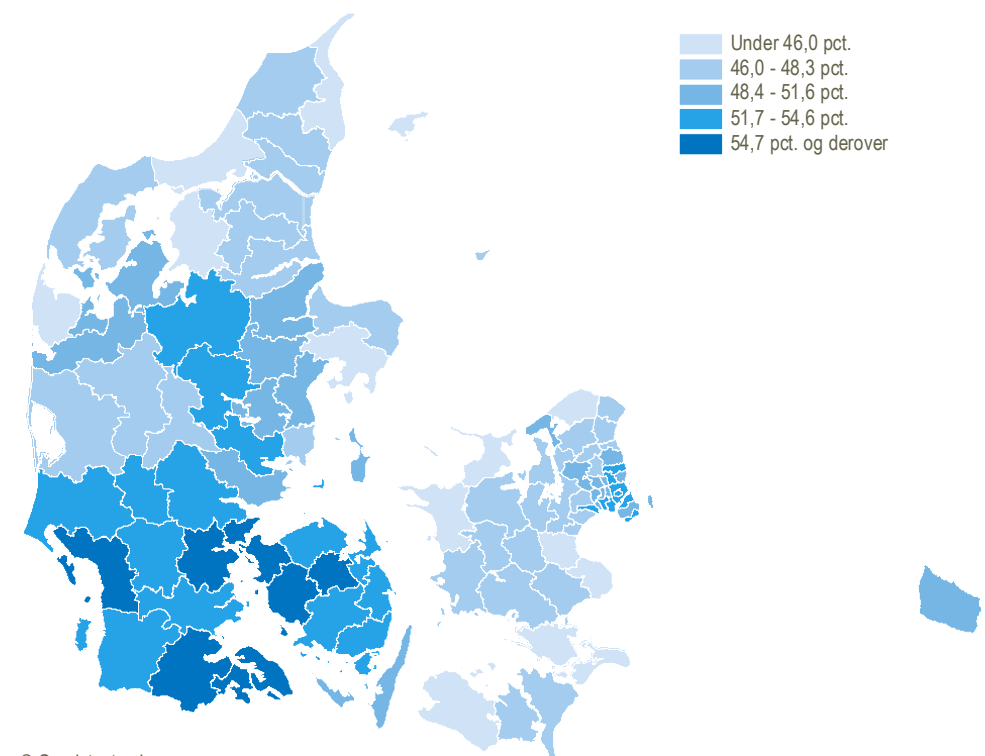 Under 46,0 pct.
46,0 - 48,3 pct.
48,4 - 51,6 pct.
51,7 - 54,6 pct.
54,7 pct. og derover